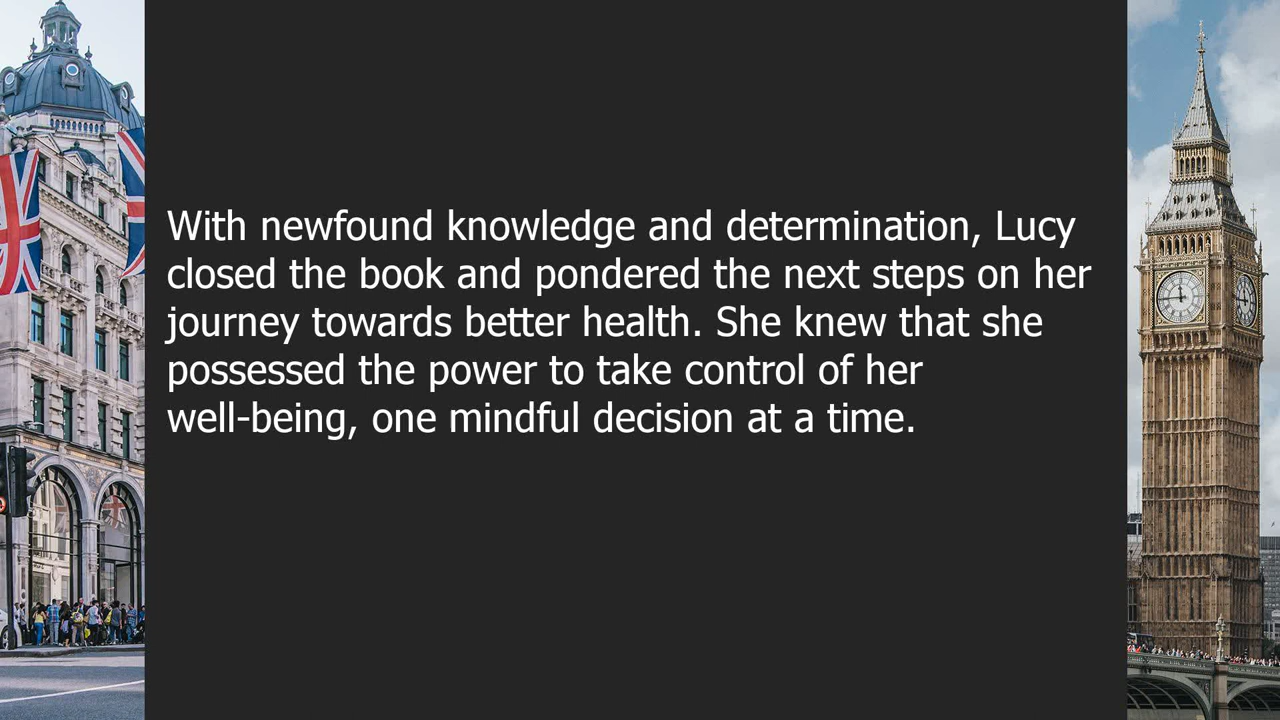 With newfound knowledge and determination, Lucy
closed the book and pondered the next steps on her
journey towards better health. She knew that she
possessed the power to take control of her
well-being, one mindful decision at a time.